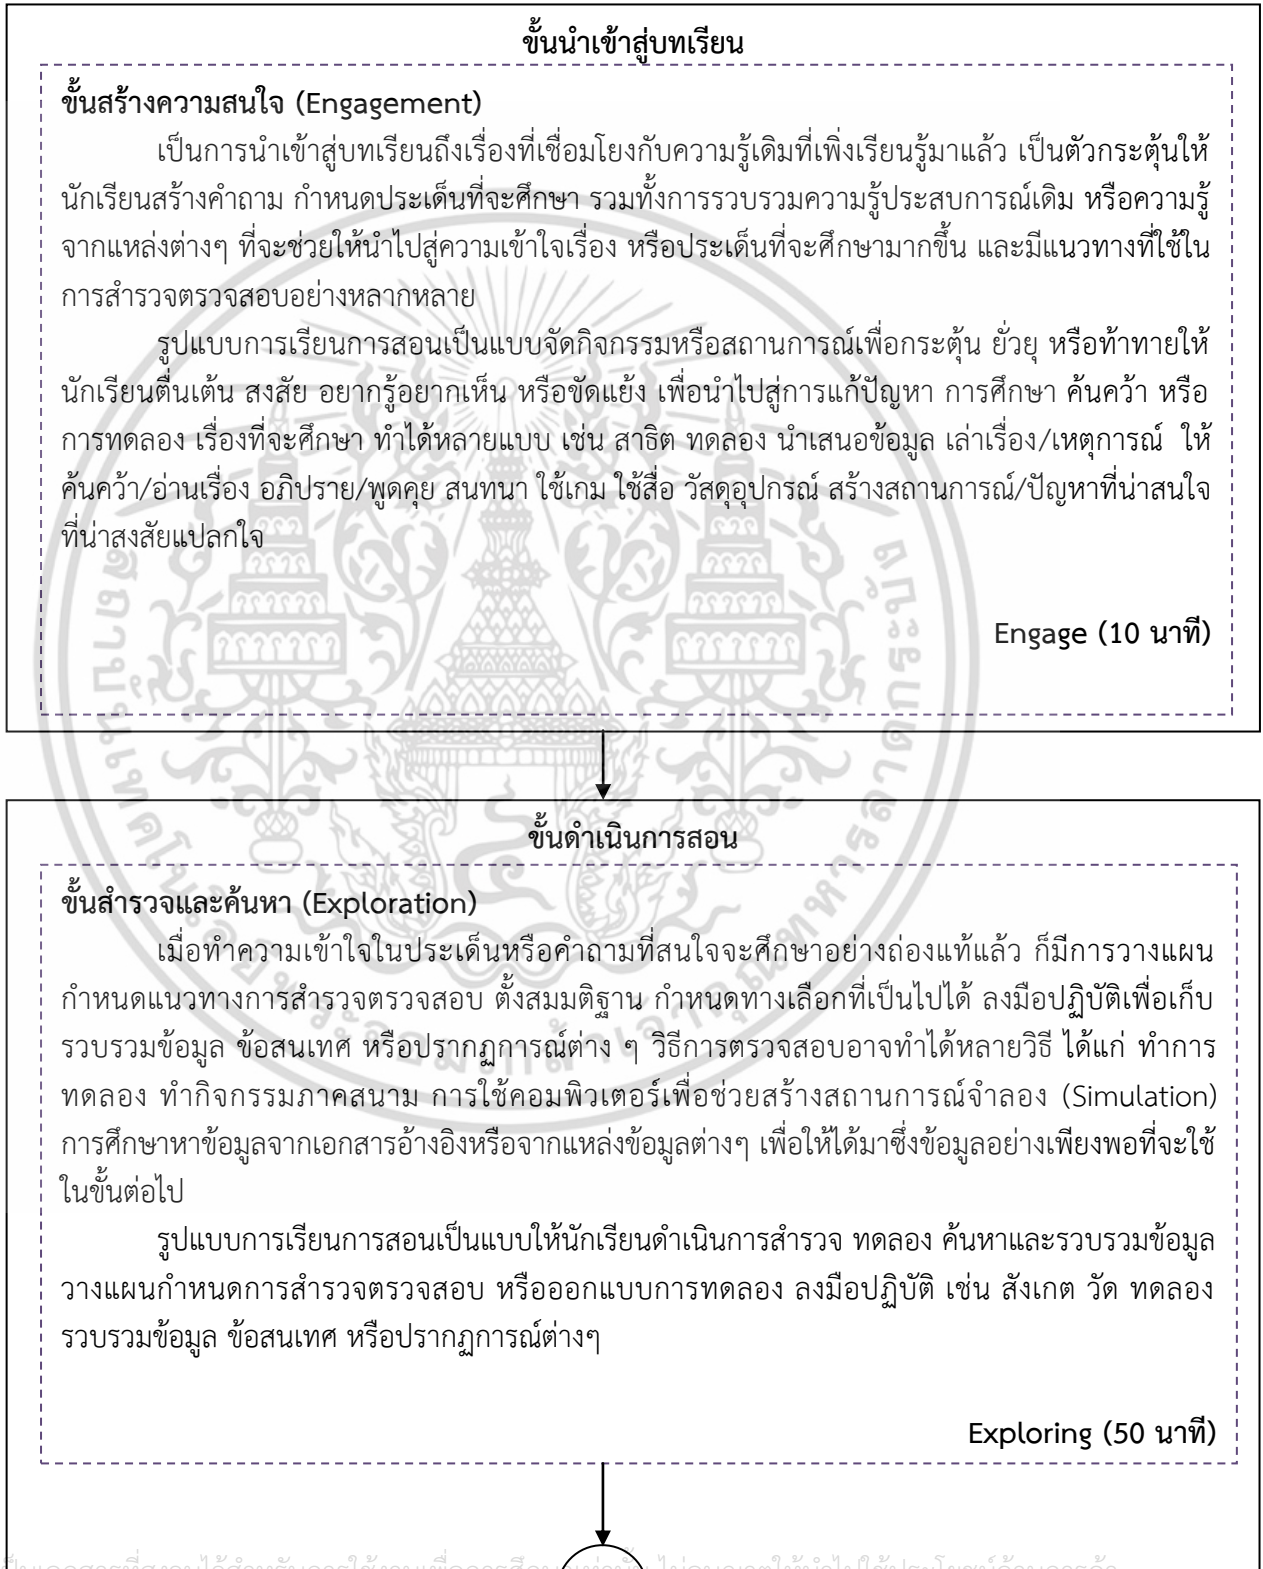 ขั้นนำเข้าสู่บทเรียน
ขั้นสร้างความสนใจ (Engagement)
เป็นการนำเข้าสู่บทเรียนถึงเรื่องที่เชื่อมโยงกับความรู้เดิมที่เพิ่งเรียนรู้มาแล้ว เป็นตัวกระตุ้นให้
นักเรียนสร้างคำถาม กำหนดประเด็นที่จะศึกษา รวมทั้งการรวบรวมความรู้ประสบการณ์เดิม หรือความรู้
จากแหล่งต่างๆ ที่จะช่วยให้นำไปสู่ความเข้าใจเรื่อง หรือประเด็นที่จะศึกษามากขึ้น และมีแนวทางที่ใช้ใน
การสำรวจตรวจสอบอย่างหลากหลาย
รูปแบบการเรียนการสอนเป็นแบบจัดกิจกรรมหรือสถานการณ์เพื่อกระตุ้น ยั่วยุ หรือท้าทายให้
นักเรียนตื่นเต้น สงสัย อยากรู้อยากเห็น หรือขัดแย้ง เพื่อนำไปสู่การแก้ปัญหา การศึกษา ค้นคว้า หรือ
การทดลอง เรื่องที่จะศึกษา ทำได้หลายแบบ เช่น สาธิต ทดลอง นำเสนอข้อมูล เล่าเรื่อง/เหตุการณ์ ให้
ค้นคว้า/อ่านเรื่อง อภิปราย/พูดคุย สนทนา ใช้เกม ใช้สื่อ วัสดุอุปกรณ์ สร้างสถานการณ์/ปัญหาที่น่าสนใจ
ที่น่าสงสัยแปลกใจ
Engage (10 นาที)
ขั้นดำเนินการสอน
ขั้นสำรวจและค้นหา (Exploration)
เมื่อทำความเข้าใจในประเด็นหรือคำถามที่สนใจจะศึกษาอย่างถ่องแท้แล้ว ก็มีการวางแผน
กำหนดแนวทางการสำรวจตรวจสอบ ตั้งสมมติฐาน กำหนดทางเลือกที่เป็นไปได้ ลงมือปฏิบัติเพื่อเก็บ
รวบรวมข้อมูล ข้อสนเทศ หรือปรากฏการณ์ต่าง ๆ วิธีการตรวจสอบอาจทำได้หลายวิธี ได้แก่ ทำการ
ทดลอง ทำกิจกรรมภาคสนาม การใช้คอมพิวเตอร์เพื่อช่วยสร้างสถานการณ์จำลอง (Simulation)
การศึกษาหาข้อมูลจากเอกสารอ้างอิงหรือจากแหล่งข้อมูลต่างๆ เพื่อให้ได้มาซึ่งข้อมูลอย่างเพียงพอที่จะใช้
ในขั้นต่อไป
รูปแบบการเรียนการสอนเป็นแบบให้นักเรียนดำเนินการสำรวจ ทดลอง ค้นหาและรวบรวมข้อมูล
วางแผนกำหนดการสำรวจตรวจสอบ หรือออกแบบการทดลอง ลงมือปฏิบัติ เช่น สังเกต วัด ทดลอง
รวบรวมข้อมูล ข้อสนเทศ หรือปรากฏการณ์ต่างๆ
Exploring (50 นาที)
สถาบันเทคโนโลยีพระจอมเกล้าเจ้าคุณทหารลาดกระบัง